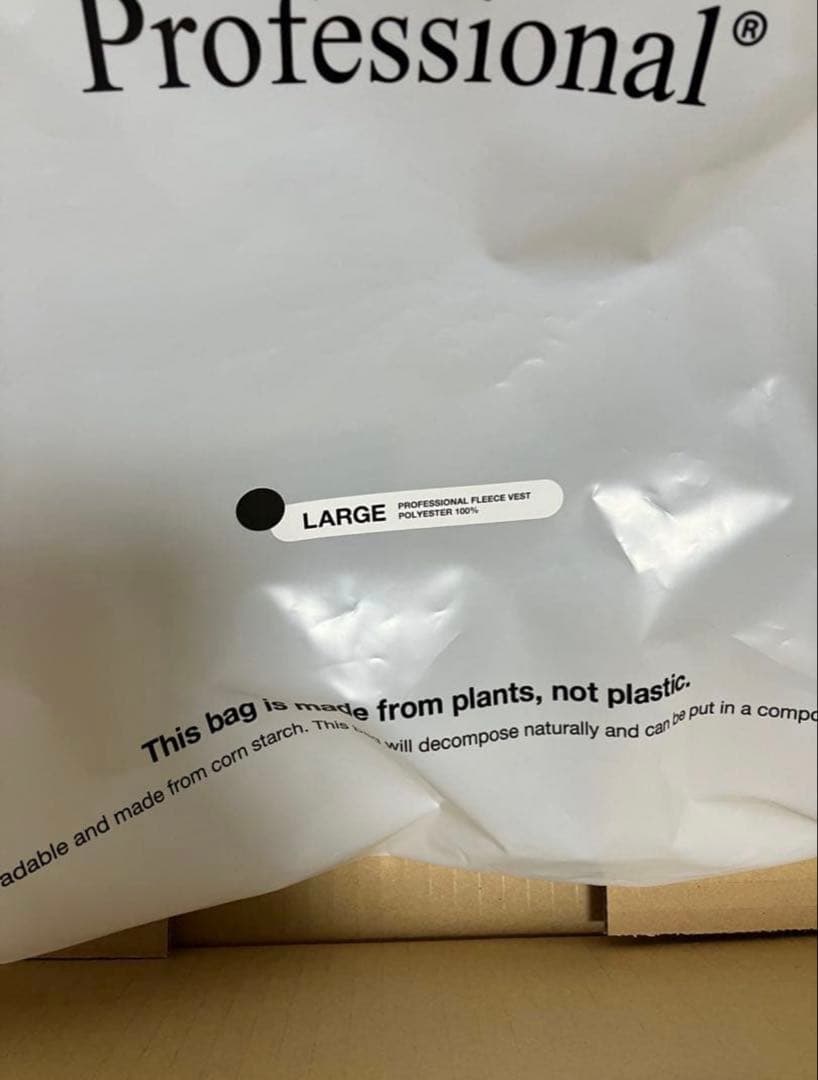 Professional®
LARGE
PROFESSIONAL FLEECE VEST
POLYESTER 100%
This bag is made from plants, not plastic.
adable and made from corn starch. This will decompose naturally and can be put in a compo